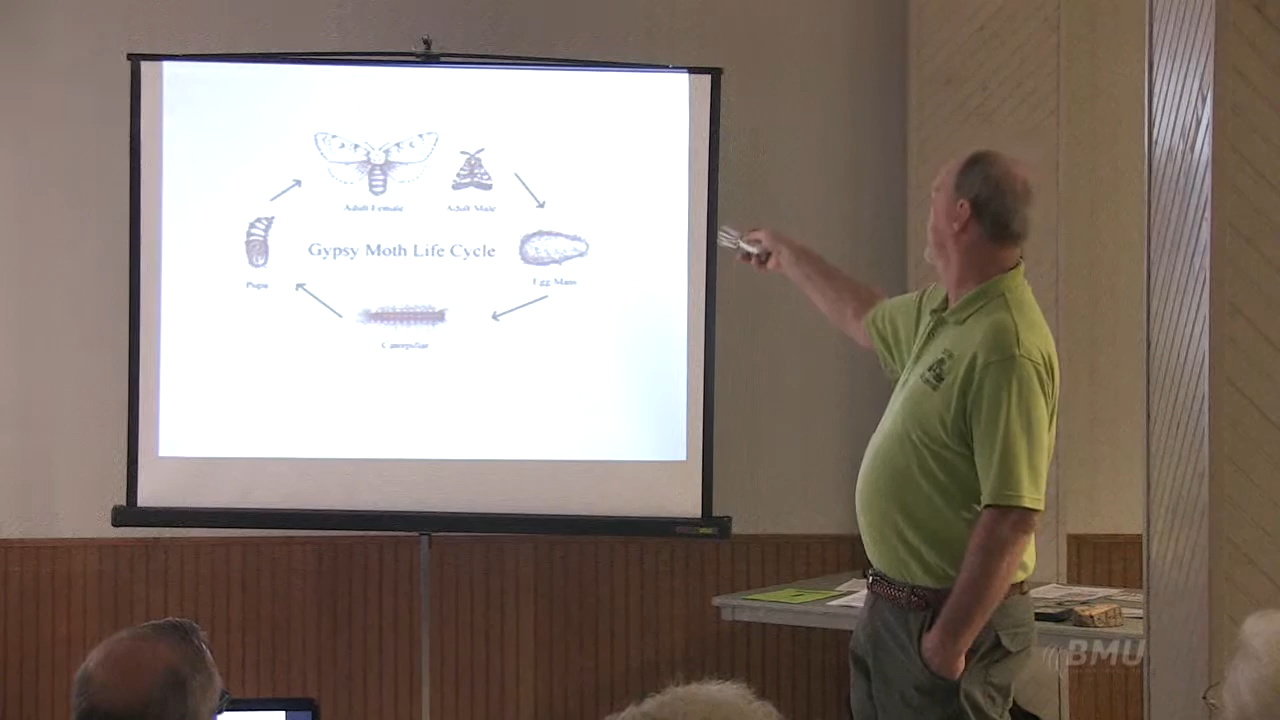 Adult Female
Adult Male
Gypsy Moth Life Cycle
Pupa
Egg Mass
Caterpillar
BMU